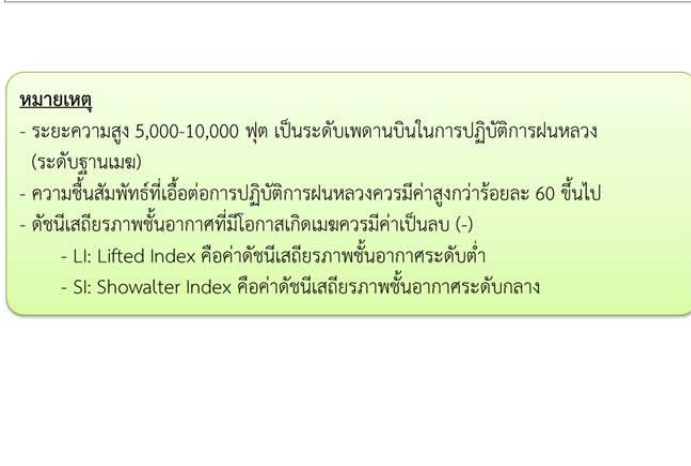 หมายเหตุ
- ระยะความสูง 5,000-10,000 ฟุต เป็นระดับเพดานบินในการปฏิบัติการฝนหลวง
(ระดับฐานเมฆ)
- ความชื้นสัมพัทธ์ที่เอื้อต่อการปฏิบัติการฝนหลวงควรมีค่าสูงกว่าร้อยละ 60 ขึ้นไป
- ดัชนีเสถียรภาพชั้นอากาศที่มีโอกาสเกิดเมฆควรมีค่าเป็นลบ (-)
- LI: Lifted Index คือค่าดัชนีเสถียรภาพชั้นอากาศระดับต่ำ
- SI: Showalter Index คือค่าดัชนีเสถียรภาพชั้นอากาศระดับกลาง